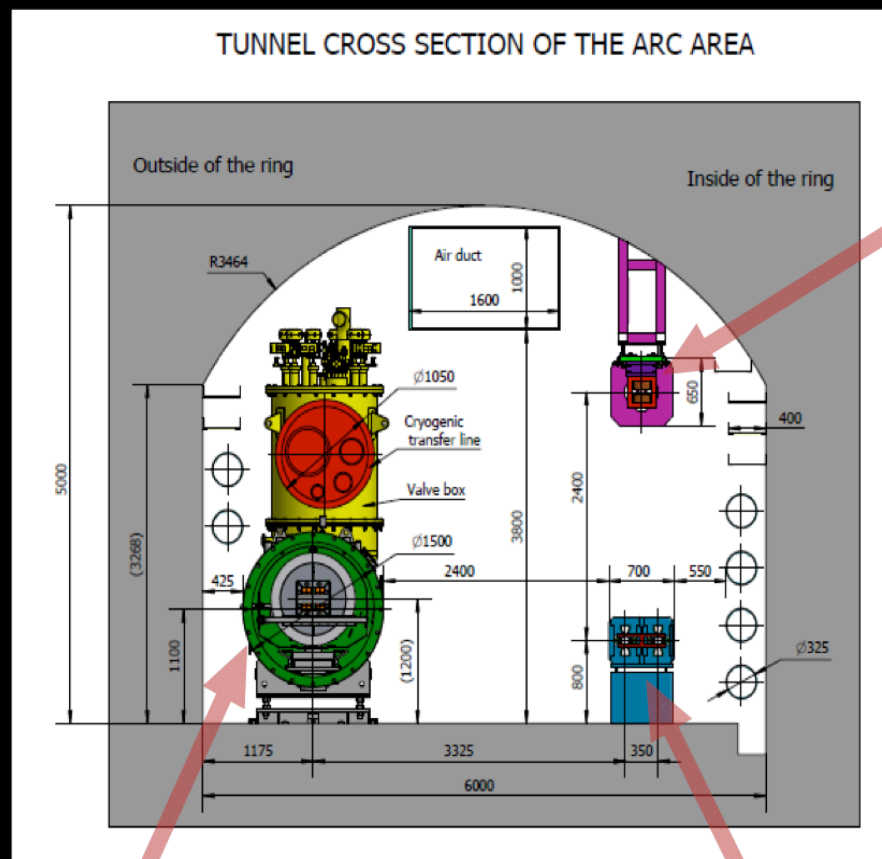 TUNNEL CROSS SECTION OF THE ARC AREA
Outside of the ring
Inside of the ring
R3464
Air duct
1000
1600
Ø1050
650
400
Cryogenic
transfer line
5000
2400
Valve box
3800
(3268)
Ø1500
425
2400
700
550
1100
(1200)
800
Ø325
1175
3325
350
6000